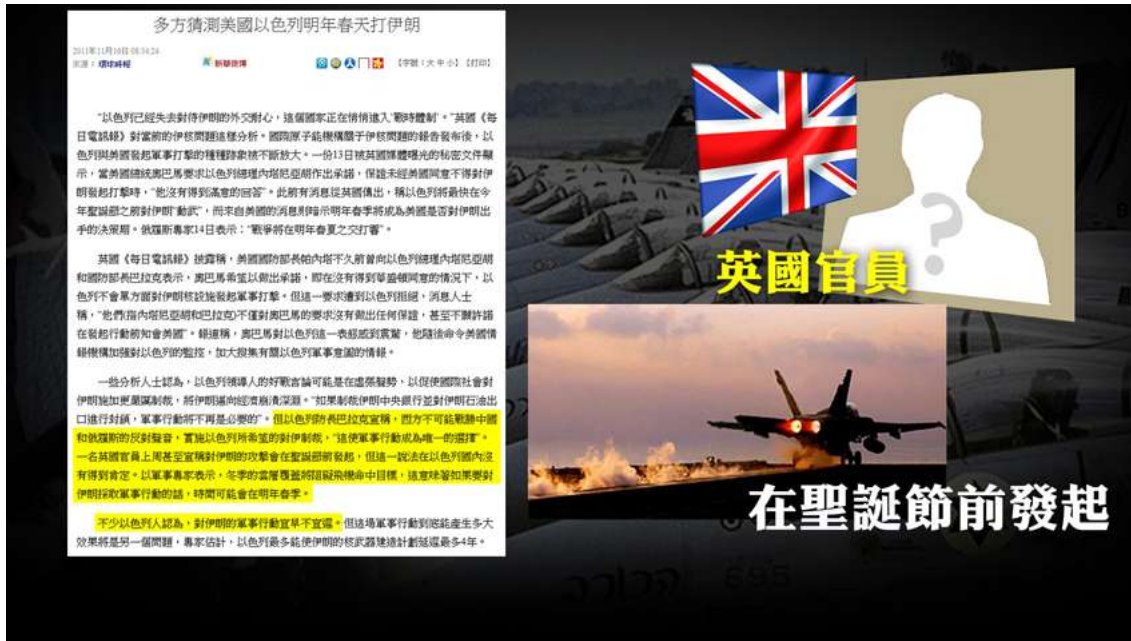 多方猜測美國以色列明年春天打伊朗
2011年11月16日 08:34:24
來源：環球時報
新華微博
【字號：大 中 小】【打印】
“以色列已經失去對待伊朗的外交耐心，這個國家正在悄悄進入‘戰時體制’。”英國《每
日電訊報》對當前的伊核問題這樣分析。國際原子能機構關于伊核問題的報告發布後，以
色列與美國發起軍事打擊的種種跡象被不斷放大。一份13日被英國媒體曝光的秘密文件顯
示，當美國總統奧巴馬要求以色列總理內塔尼亞胡作出承諾，保證未經美國同意不得對伊
朗發起打擊時，“他沒有得到滿意的回答”。此前有消息從英國傳出，稱以色列將最快在今
年聖誕節之前對伊朗“動武”，而來自美國的消息則暗示明年春季將成為美國是否對伊朗出
手的決策期。俄羅斯專家14日表示：“戰爭將在明年春夏之交打響”。
英國《每日電訊報》披露稱，美國國防部長帕內塔不久前曾向以色列總理內塔尼亞胡
和國防部長巴拉克表示，奧巴馬希望以做出承諾，即在沒有得到華盛頓同意的情況下，以
色列不會單方面對伊朗核設施發起軍事打擊。但這一要求遭到以色列拒絕，消息人士
稱，“他們(指內塔尼亞胡和巴拉克)不僅對奧巴馬的要求沒有做出任何保證，甚至不願許諾
在發起行動前知會美國”。報道稱，奧巴馬對以色列這一表態感到震驚，他隨後命令美國情
報機構加強對以色列的監控，加大搜集有關以色列軍事意圖的情報。
一些分析人士認為，以色列領導人的好戰言論可能是在虛張聲勢，以促使國際社會對
伊朗施加更嚴厲制裁，將伊朗逼向經濟崩潰深淵。“如果制裁伊朗中央銀行並對伊朗石油出
口進行封鎖，軍事行動將不再是必要的”。但以色列防長巴拉克宣稱，西方不可能戰勝中國
和俄羅斯的反對聲音，實施以色列所希望的對伊制裁，“這使軍事行動成為唯一的選擇”。
一名英國官員上周甚至宣稱對伊朗的攻擊會在聖誕節前發起，但這一說法在以色列國內沒
有得到肯定。以軍事專家表示，冬季的雲層覆蓋將阻礙飛機命中目標，這意味著如果要對
伊朗採取軍事行動的話，時間可能會在明年春季。
不少以色列人認為，對伊朗的軍事行動宜早不宜遲。但這場軍事行動到底能產生多大
效果將是另一個問題，專家估計，以色列最多能使伊朗的核武器建造計劃延遲最多4年。
?
英國官員
在聖誕節前發起
695